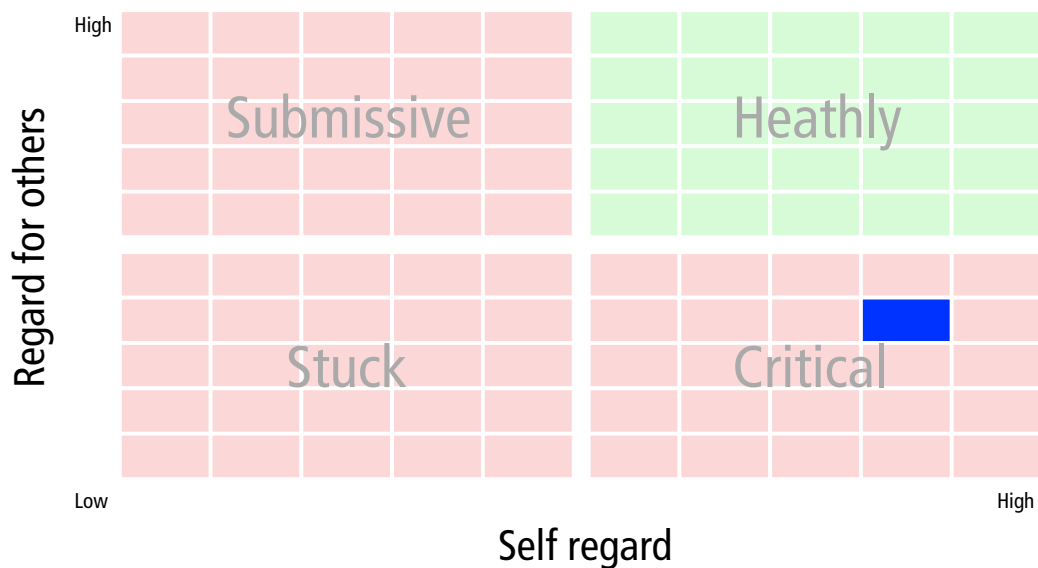 High
Regard for others
Submissive
Heathly
Stuck
Critical
Low
High
Self regard